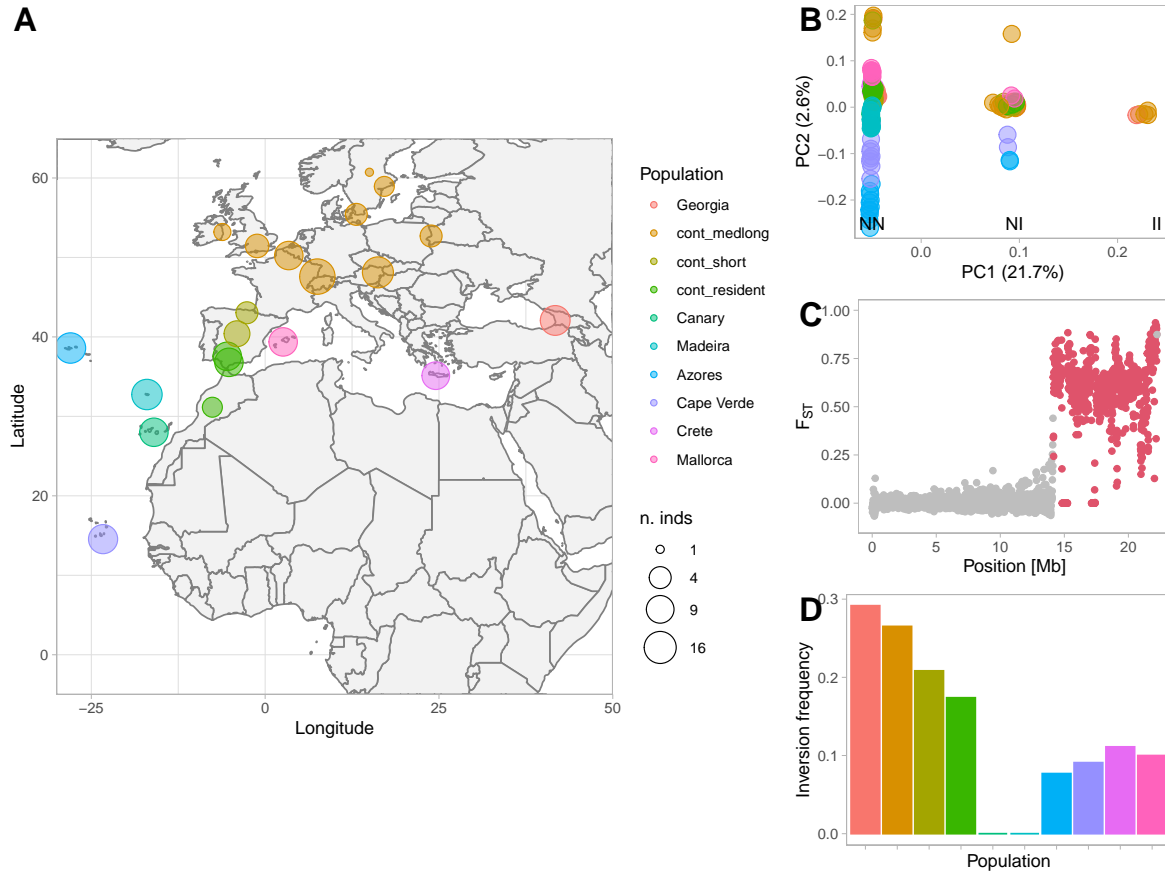 A
60
40
20
0
Latitude
−25
0
25
50
Longitude
Population
Georgia
cont_medlong
cont_short
cont_resident
Canary
Madeira
Azores
Cape Verde
Crete
Mallorca
n. inds
1
4
9
16
B
0.2
0.1
0.0
−0.1
−0.2
PC2 (2.6%)
NN
NI
II
0.0
0.1
0.2
PC1 (21.7%)
C
1.00
0.75
0.50
0.25
0.00
FST
0
5
10
15
20
Position [Mb]
D
0.3
0.2
0.1
0.0
Inversion frequency
Population